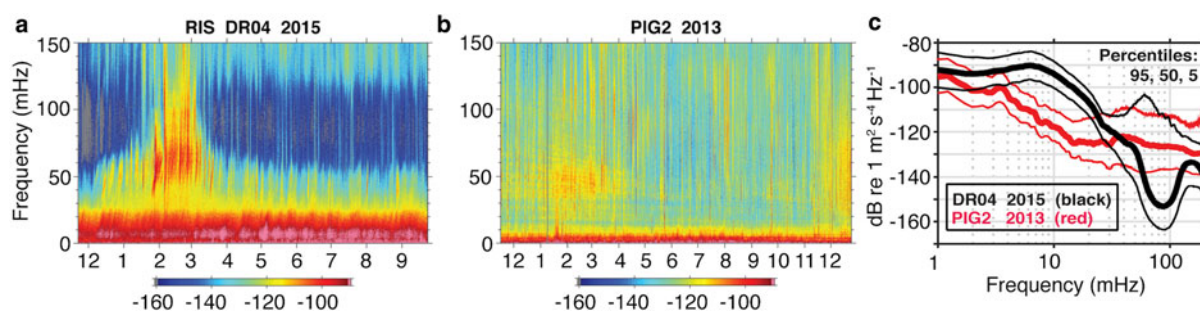 a RIS DR04 2015
150
100
50
0
Frequency (mHz)
12 1 2 3 4 5 6 7 8 9
-160 -140 -120 -100
b PIG2 2013
150
100
50
0
12 1 2 3 4 5 6 7 8 9 10 11 12
-160 -140 -120 -100
c
-80
-100
-120
-140
-160
dB re 1 m² s⁻⁴ Hz⁻¹
Percentiles:
95, 50, 5
DR04 2015 (black)
PIG2 2013 (red)
1 10 100
Frequency (mHz)